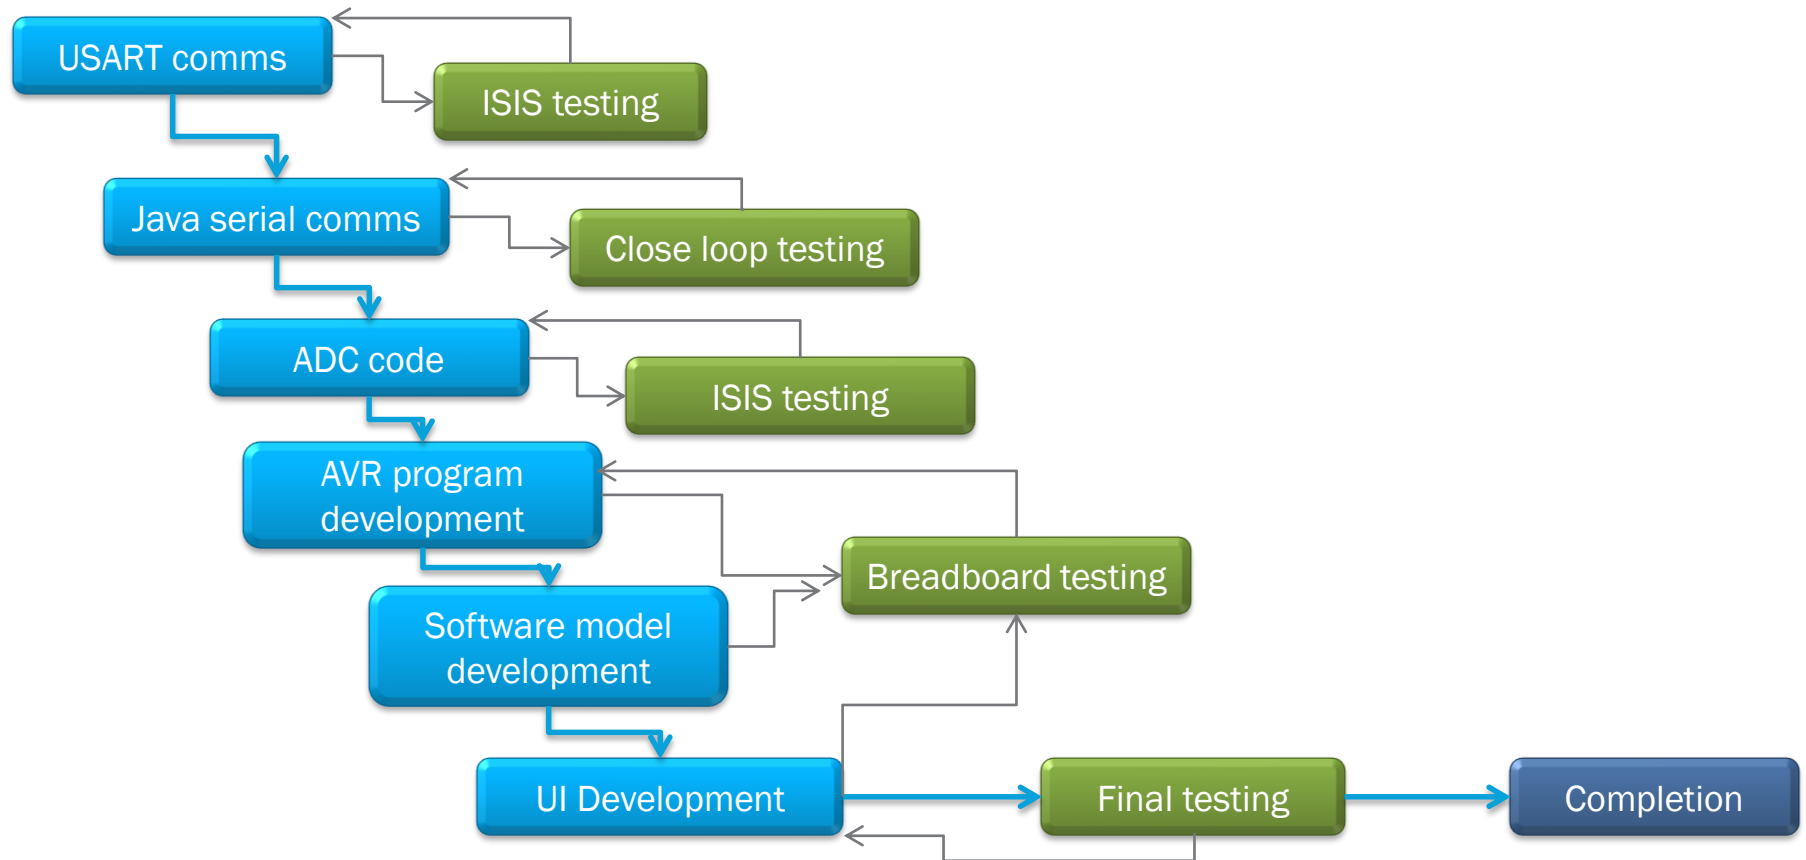 USART comms
ISIS testing
Java serial comms
Close loop testing
ADC code
ISIS testing
AVR program
development
Breadboard testing
Software model
development
UI Development
Final testing
Completion